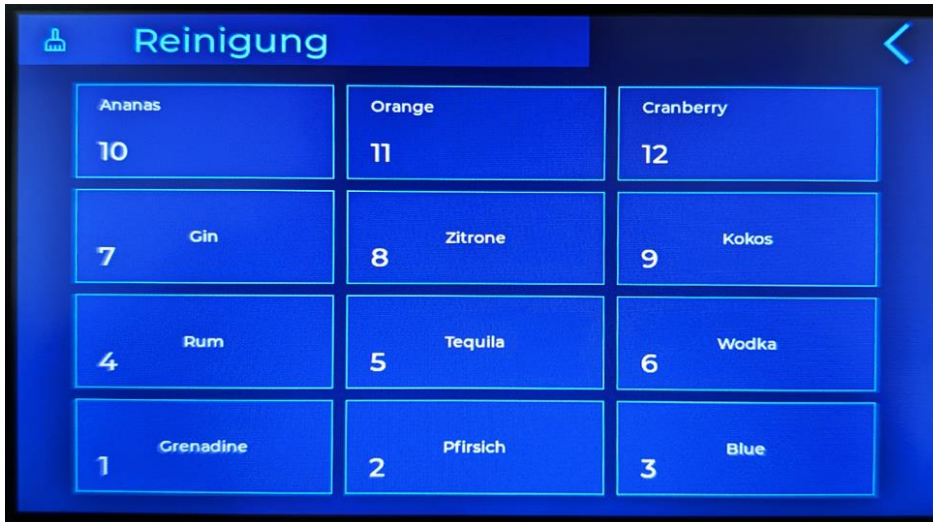 Reinigung
Ananas
10
Orange
11
Cranberry
12
Gin
7
Zitrone
8
Kokos
9
Rum
4
Tequila
5
Wodka
6
Grenadine
1
Pfirsich
2
Blue
3